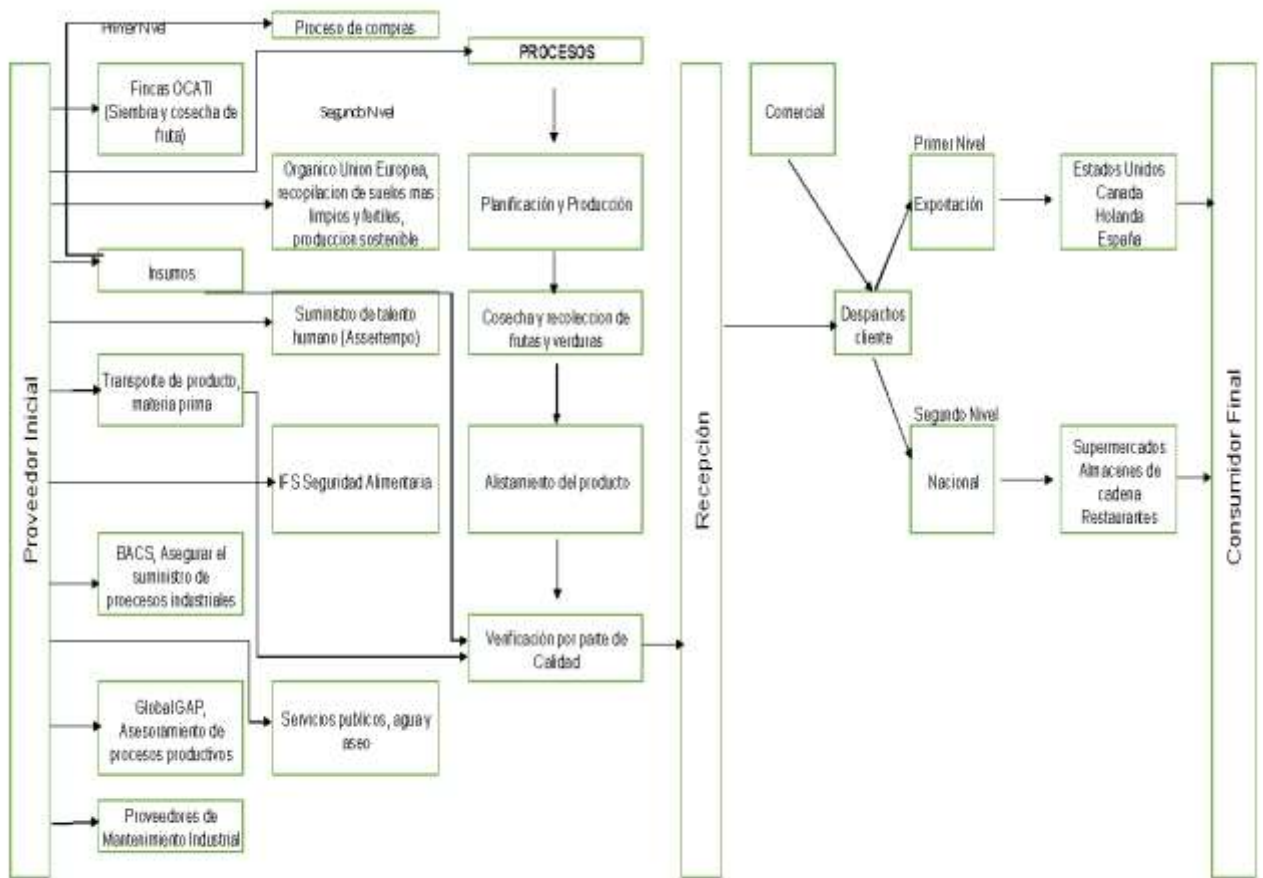 Primer Nivel
Proceso de compras
PROCESOS
Proveedor Inicial
Fincas OCATI
(Siembra y cosecha de
fruta)
Segundo Nivel
Organico Union Europea,
recopilacion de suelos mas
limpios y fertiles,
produccion sostenible
Planificación y Producción
Insumos
Suministro de talento
humano (Assertempo)
Cosecha y recoleccion de
frutas y verduras
Transporte de producto,
materia prima
IFS Seguridad Alimentaria
Alistamiento del producto
BACS, Asegurar el
suministro de
proecesos industriales
Verificación por parte de
Calidad
GlobalGAP,
Asesoramiento de
procesos productivos
Servicios publicos, agua y
aseo
Proveedores de
Mantenimiento Industrial
Recepción
Comercial
Despachos
cliente
Primer Nivel
Exportación
Estados Unidos
Canada
Holanda
España
Segundo Nivel
Nacional
Supermercados
Almacenes de
cadena
Restaurantes
Consumidor Final